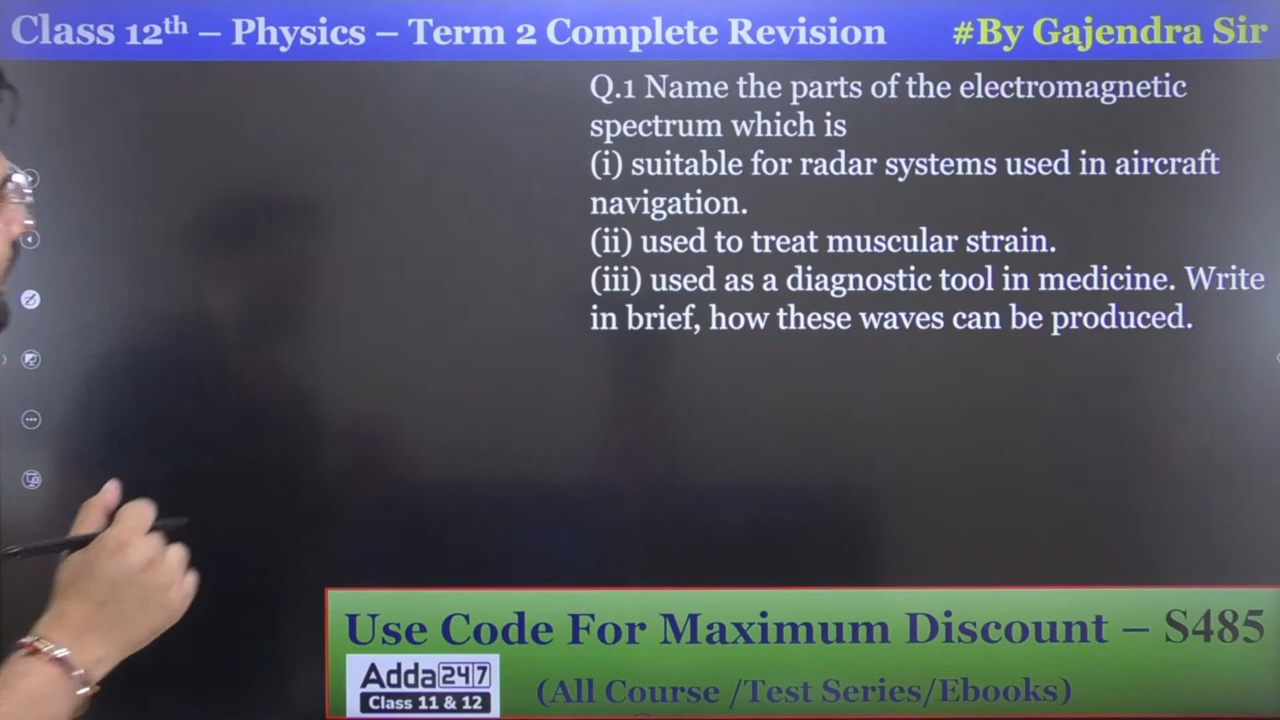 Class 12th – Physics – Term 2 Complete Revision #By Gajendra Sir
Q.1 Name the parts of the electromagnetic
spectrum which is
(i) suitable for radar systems used in aircraft
navigation.
(ii) used to treat muscular strain.
(iii) used as a diagnostic tool in medicine. Write
in brief, how these waves can be produced.
Use Code For Maximum Discount – S485
Adda247
Class 11 & 12
(All Course /Test Series/Ebooks)